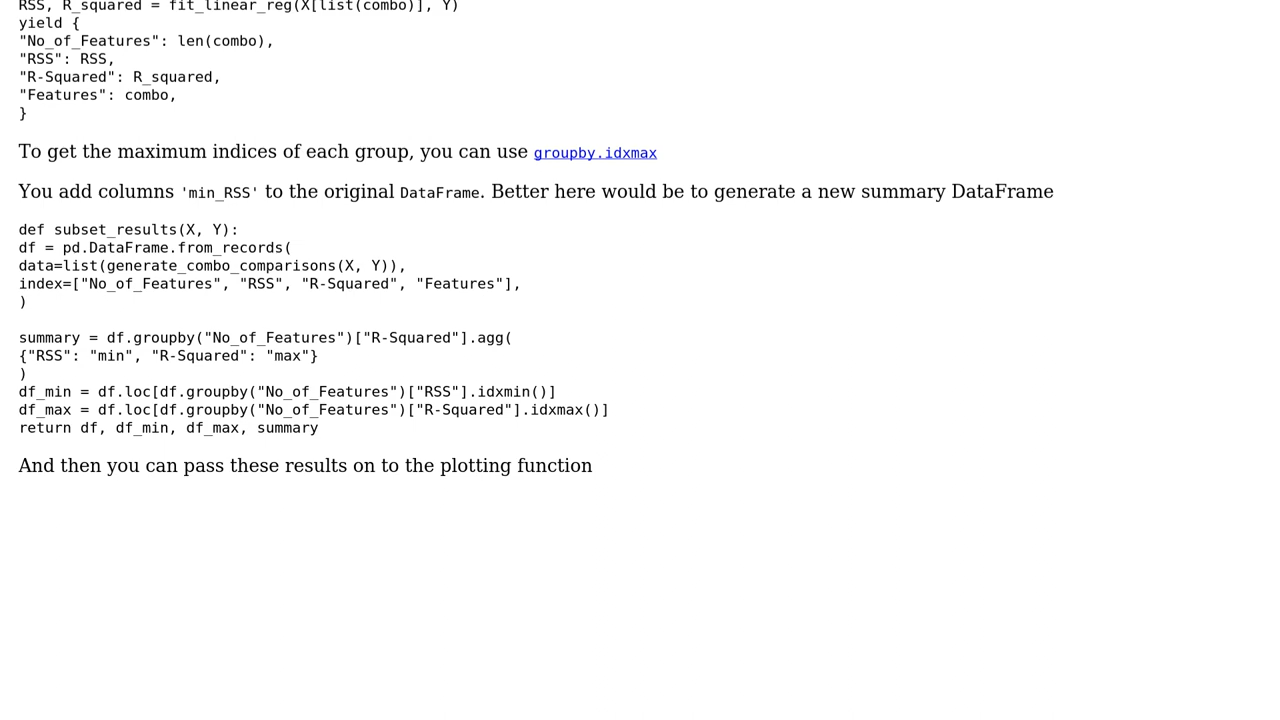 RSS, R_squared = fit_linear_reg(X[list(combo)], Y)
yield {
"No_of_Features": len(combo),
"RSS": RSS,
"R-Squared": R_squared,
"Features": combo,
}
To get the maximum indices of each group, you can use groupby.idxmax
You add columns 'min_RSS' to the original DataFrame. Better here would be to generate a new summary DataFrame
def subset_results(X, Y):
df = pd.DataFrame.from_records(
data=list(generate_combo_comparisons(X, Y)),
index=["No_of_Features", "RSS", "R-Squared", "Features"],
)
summary = df.groupby("No_of_Features")["R-Squared"].agg(
{"RSS": "min", "R-Squared": "max"}
)
df_min = df.loc[df.groupby("No_of_Features")["RSS"].idxmin()]
df_max = df.loc[df.groupby("No_of_Features")["R-Squared"].idxmax()]
return df, df_min, df_max, summary
And then you can pass these results on to the plotting function